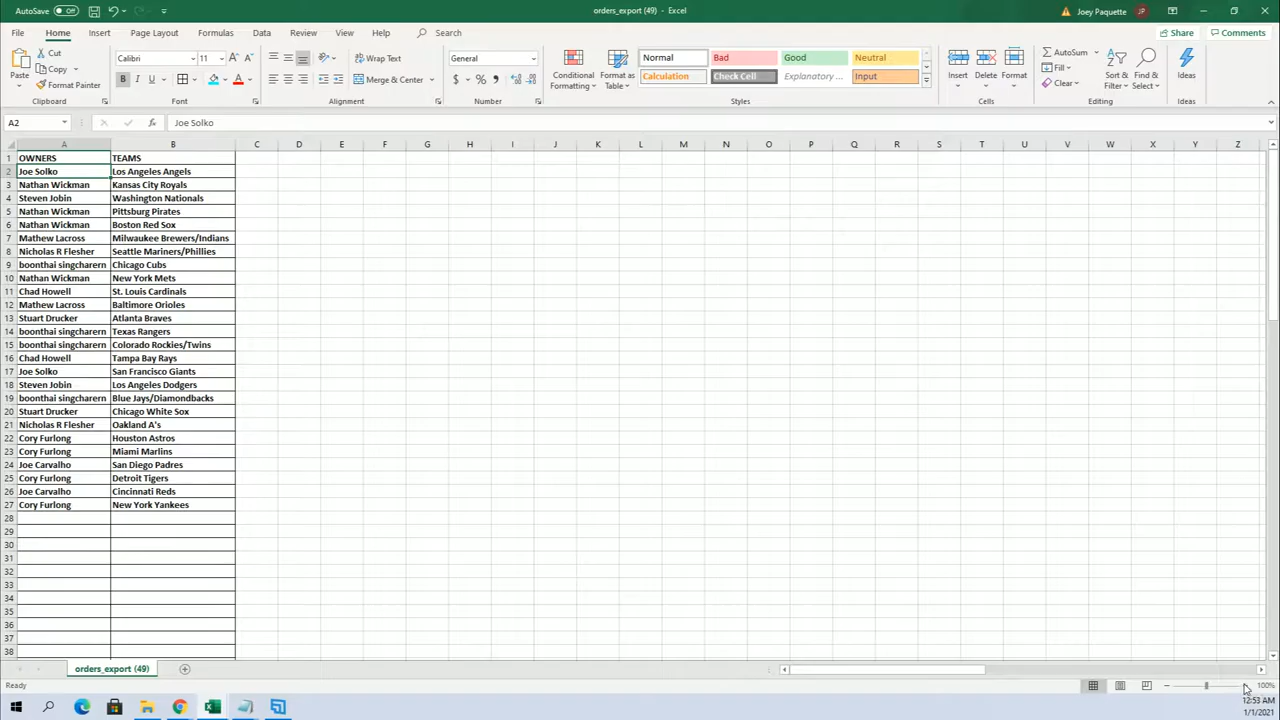 AutoSave Off orders_export (49) - Excel Joey Paquette JP
File Home Insert Page Layout Formulas Data Review View Help Search Share Comments
Paste Cut Copy Format Painter Clipboard
Calibri 11 B I U Font
Wrap Text Merge & Center Alignment
General $ % Number
Conditional Formatting Format as Table
Normal Bad Good Neutral
Calculation Check Cell Explanatory ... Input
Styles
Insert Delete Format Cells
AutoSum Fill Clear Sort & Filter Find & Select Editing
Ideas Ideas
A2 fx Joe Solko
A B C D E F G H I J K L M N O P Q R S T U V W X Y Z
1 OWNERS TEAMS
2 Joe Solko Los Angeles Angels
3 Nathan Wickman Kansas City Royals
4 Steven Jobin Washington Nationals
5 Nathan Wickman Pittsburg Pirates
6 Nathan Wickman Boston Red Sox
7 Mathew Lacross Milwaukee Brewers/Indians
8 Nicholas R Flesher Seattle Mariners/Phillies
9 boonthai singcharern Chicago Cubs
10 Nathan Wickman New York Mets
11 Chad Howell St. Louis Cardinals
12 Mathew Lacross Baltimore Orioles
13 Stuart Drucker Atlanta Braves
14 boonthai singcharern Texas Rangers
15 boonthai singcharern Colorado Rockies/Twins
16 Chad Howell Tampa Bay Rays
17 Joe Solko San Francisco Giants
18 Steven Jobin Los Angeles Dodgers
19 boonthai singcharern Blue Jays/Diamondbacks
20 Stuart Drucker Chicago White Sox
21 Nicholas R Flesher Oakland A's
22 Cory Furlong Houston Astros
23 Cory Furlong Miami Marlins
24 Joe Carvalho San Diego Padres
25 Cory Furlong Detroit Tigers
26 Joe Carvalho Cincinnati Reds
27 Cory Furlong New York Yankees
28
29
30
31
32
33
34
35
36
37
38
orders_export (49)
Ready 100%
12:53 AM
1/1/2021